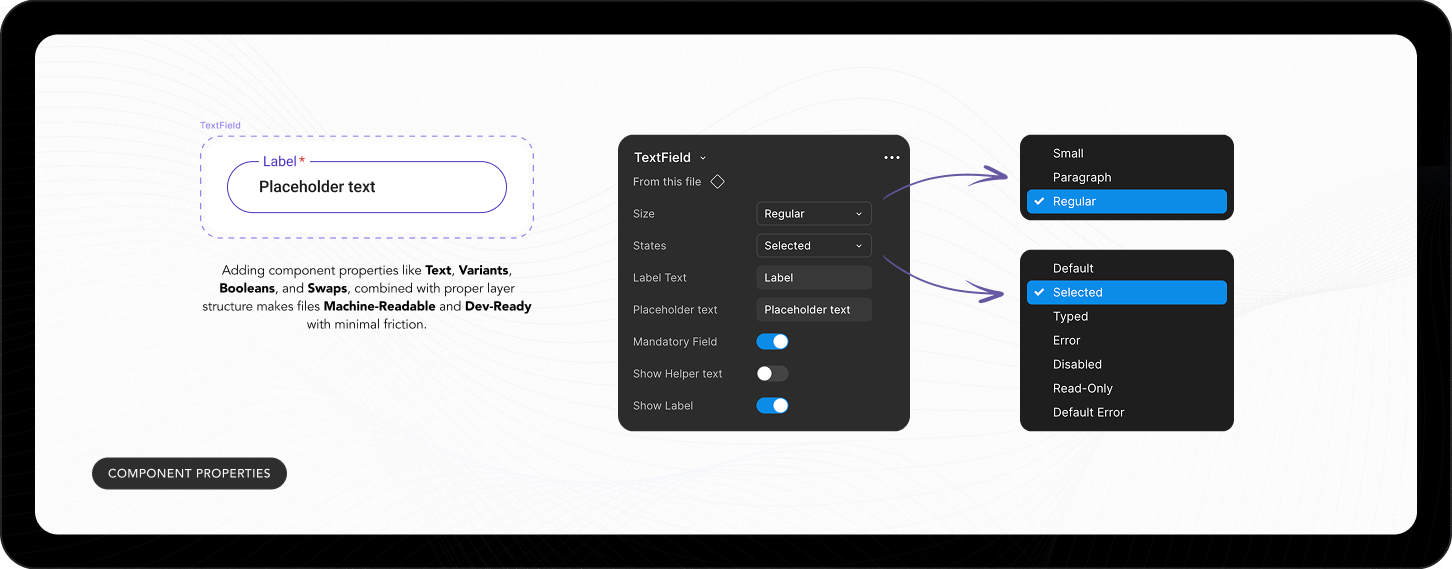 TextField
Label *
Placeholder text
Adding component properties like Text, Variants,
Booleans, and Swaps, combined with proper layer
structure makes files Machine-Readable and Dev-Ready
with minimal friction.
COMPONENT PROPERTIES
TextField
From this file
Size Regular
States Selected
Label Text Label
Placeholder text Placeholder text
Mandatory Field
Show Helper text
Show Label
Small
Paragraph
Regular
Default
Selected
Typed
Error
Disabled
Read-Only
Default Error